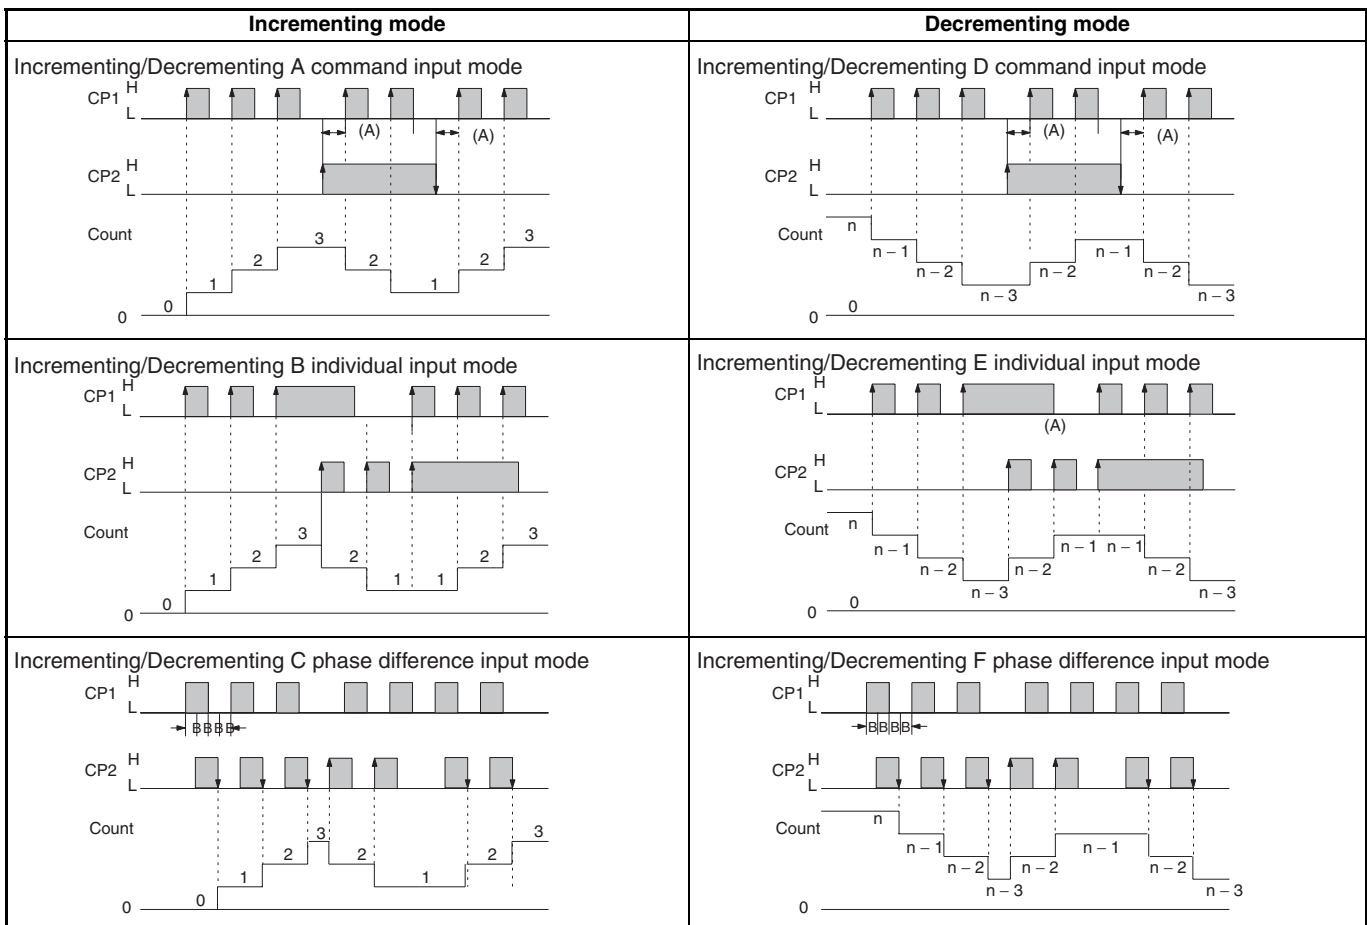 Incrementing mode
Decrementing mode
Incrementing/Decrementing A command input mode
CP1 H
L
(A)
(A)
CP2 H
L
Count
0
1
2
3
2
1
2
3
0
Incrementing/Decrementing D command input mode
CP1 H
L
(A)
(A)
CP2 H
L
Count
n
n – 1
n – 2
n – 3
n – 2
n – 1
n – 2
n – 3
0
0
Incrementing/Decrementing B individual input mode
CP1 H
L
CP2 H
L
Count
0
1
2
3
2
1
1
2
3
0
Incrementing/Decrementing E individual input mode
CP1 H
L
(A)
CP2 H
L
Count
n
n – 1
n – 2
n – 3
n – 2
n – 1
n – 1
n – 2
n – 3
0
0
Incrementing/Decrementing C phase difference input mode
CP1 H
L
B B B B
CP2 H
L
Count
0
1
2
3
2
1
2
3
0
Incrementing/Decrementing F phase difference input mode
CP1 H
L
B B B B
CP2 H
L
Count
n
n – 1
n – 2
n – 3
n – 2
n – 1
n – 2
n – 3
0